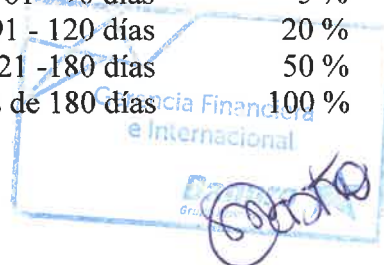 91 - 120 días 20 %
21 -180 días 50 %
de 180 días 100 %
Gerencia Financiera
e Internacional